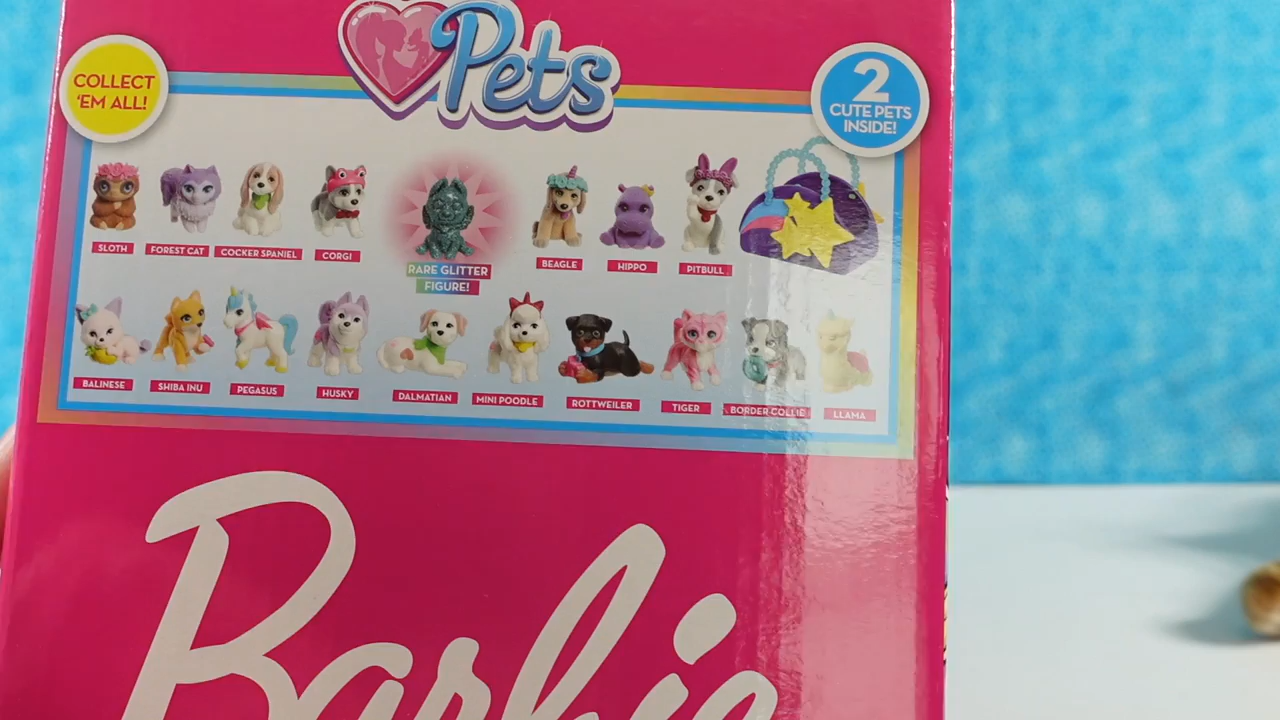 Pets
COLLECT
'EM ALL!
2
CUTE PETS
INSIDE!
SLOTH
FOREST CAT
COCKER SPANIEL
CORGI
RARE GLITTER
FIGURE!
BEAGLE
HIPPO
PITBULL
BALINESE
SHIBA INU
PEGASUS
HUSKY
DALMATIAN
MINI POODLE
ROTTWEILER
TIGER
BORDER COLLIE
LLAMA
Barbie